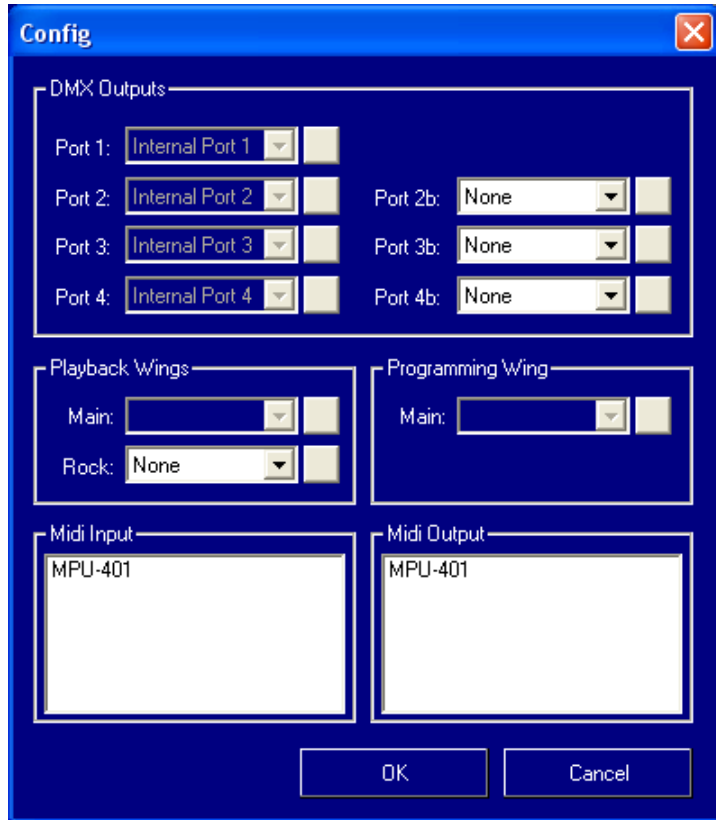 Config
DMX Outputs
Port 1: Internal Port 1
Port 2: Internal Port 2 Port 2b: None
Port 3: Internal Port 3 Port 3b: None
Port 4: Internal Port 4 Port 4b: None
Playback Wings
Main:
Rock: None
Programming Wing
Main:
Midi Input
MPU-401
Midi Output
MPU-401
OK Cancel